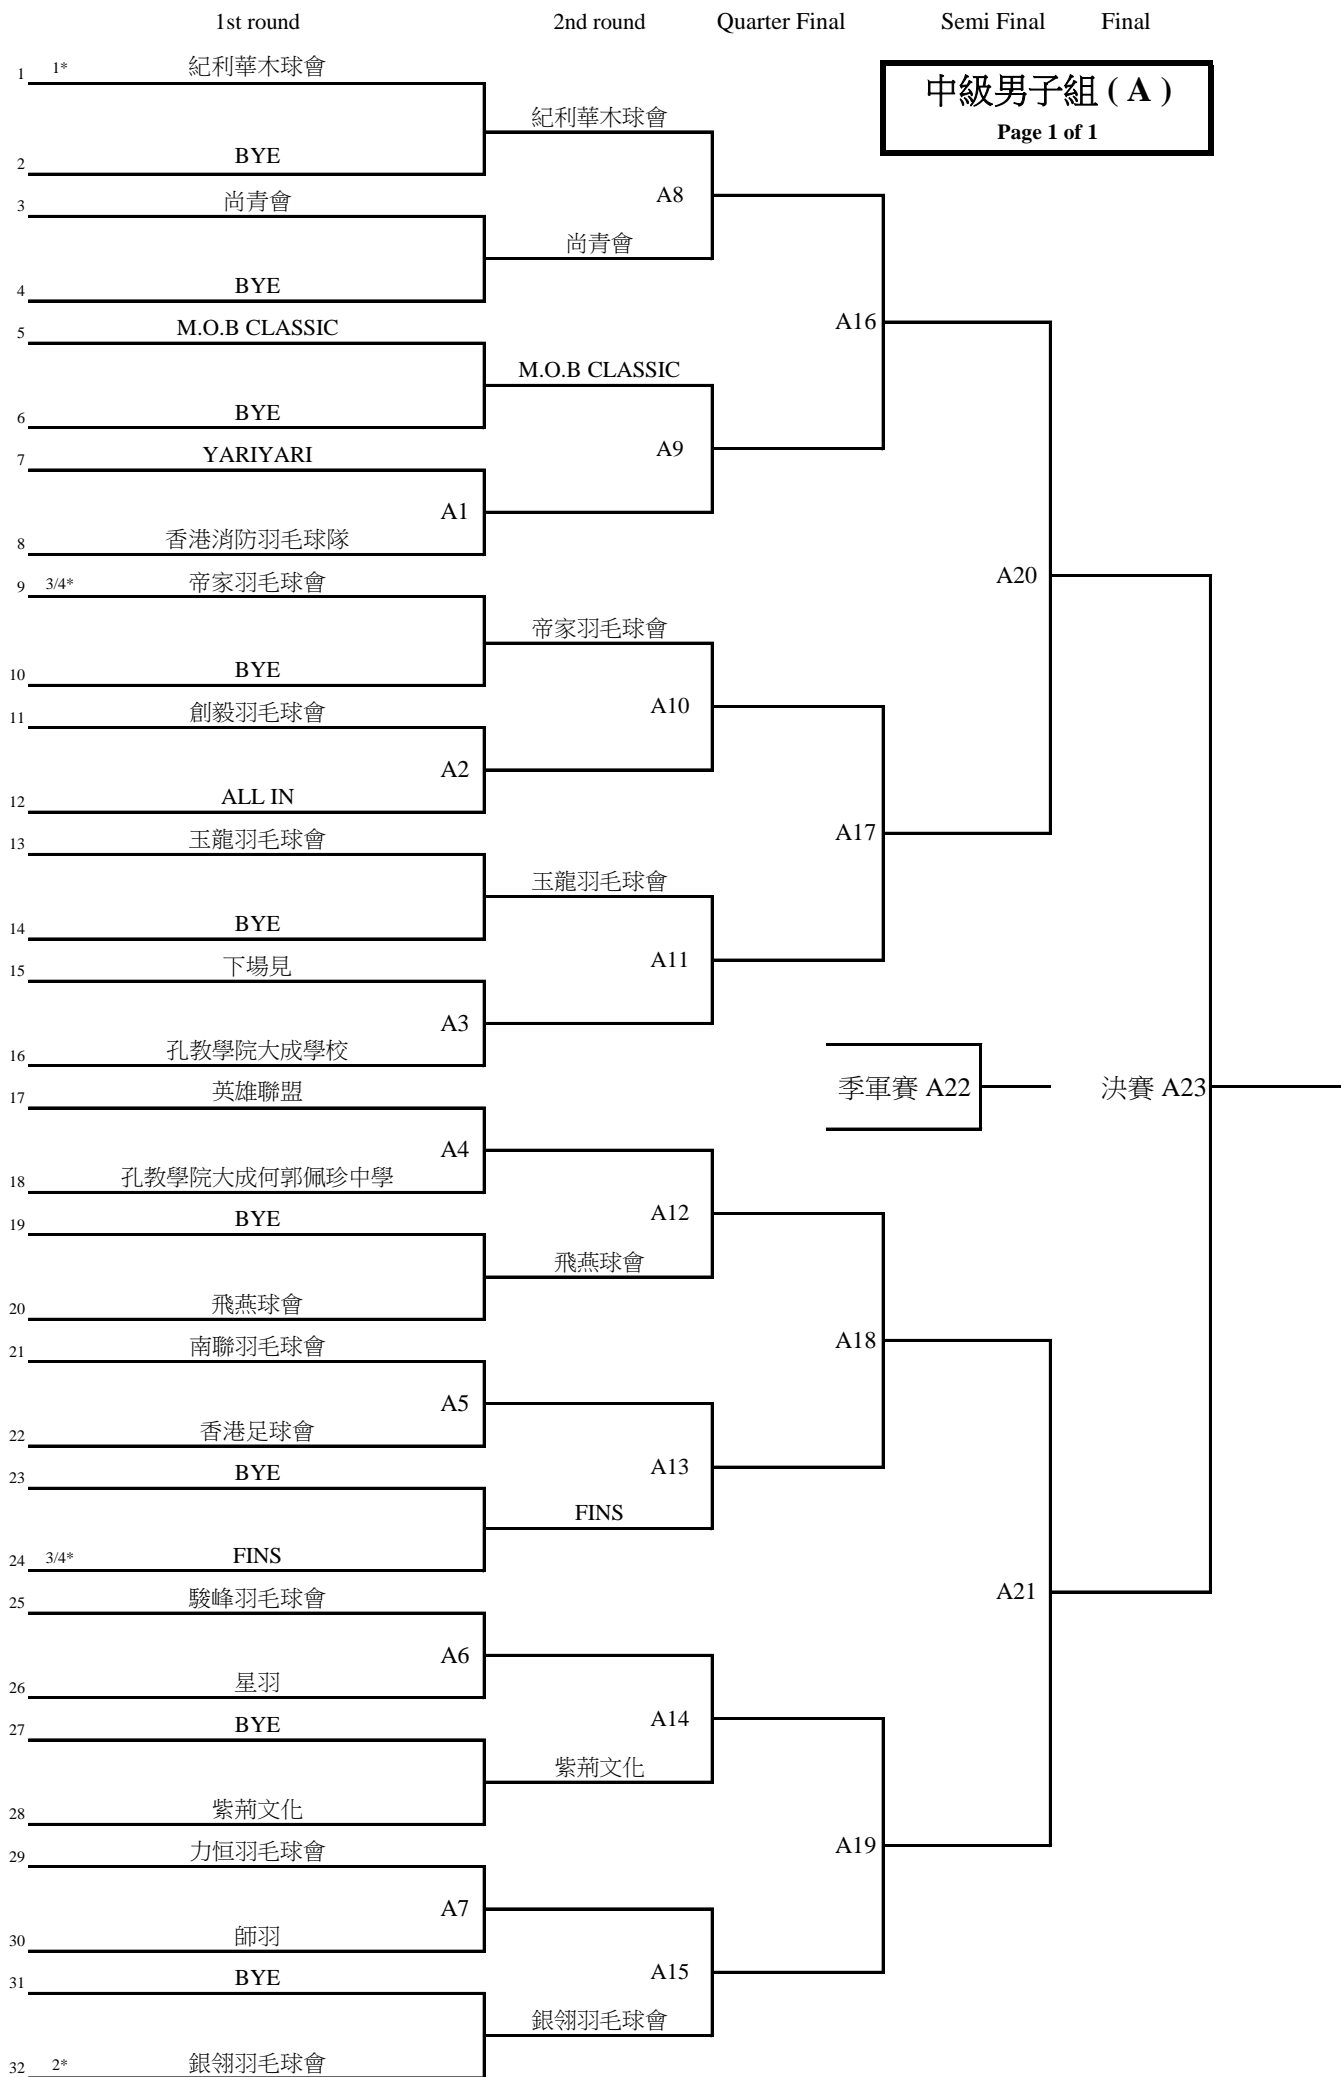 1st round 2nd round Quarter Final Semi Final Final
中級男子組 ( A )
Page 1 of 1
1 1* 紀利華木球會
紀利華木球會
2 BYE
A8
3 尚青會
尚青會
4 BYE
A16
5 M.O.B CLASSIC
M.O.B CLASSIC
6 BYE
A9
7 YARIYARI
A1
8 香港消防羽毛球隊
A20
9 3/4* 帝家羽毛球會
帝家羽毛球會
10 BYE
A10
11 創毅羽毛球會
A2
12 ALL IN
A17
13 玉龍羽毛球會
玉龍羽毛球會
14 BYE
A11
15 下場見
A3
16 孔教學院大成學校
季軍賽 A22 決賽 A23
17 英雄聯盟
A4
18 孔教學院大成何郭佩珍中學
A12
19 BYE
飛燕球會
20 飛燕球會
A18
21 南聯羽毛球會
A5
22 香港足球會
A13
23 BYE
FINS
24 3/4* FINS
A21
25 駿峰羽毛球會
A6
26 星羽
A14
27 BYE
紫荊文化
28 紫荊文化
A19
29 力恒羽毛球會
A7
30 師羽
A15
31 BYE
銀翎羽毛球會
32 2* 銀翎羽毛球會